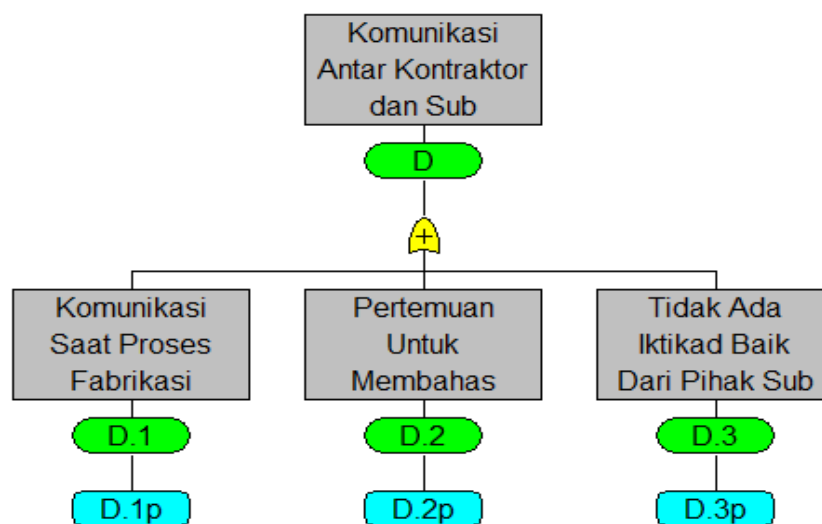 Komunikasi
Antar Kontraktor
dan Sub
D
+
Komunikasi
Saat Proses
Fabrikasi
Pertemuan
Untuk
Membahas
Tidak Ada
Iktikad Baik
Dari Pihak Sub
D.1
D.2
D.3
D.1p
D.2p
D.3p